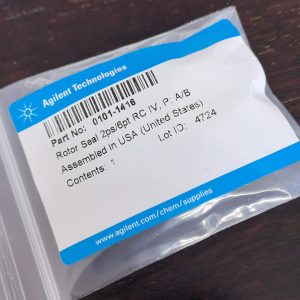 Agilent Technologies
Part No: 0101-1416
Rotor Seal 2ps/6pt RC IV, P: A/B
Assembled in USA (United States)
Contents: 1 Lot ID: 4724
www.agilent.com/chem/supplies